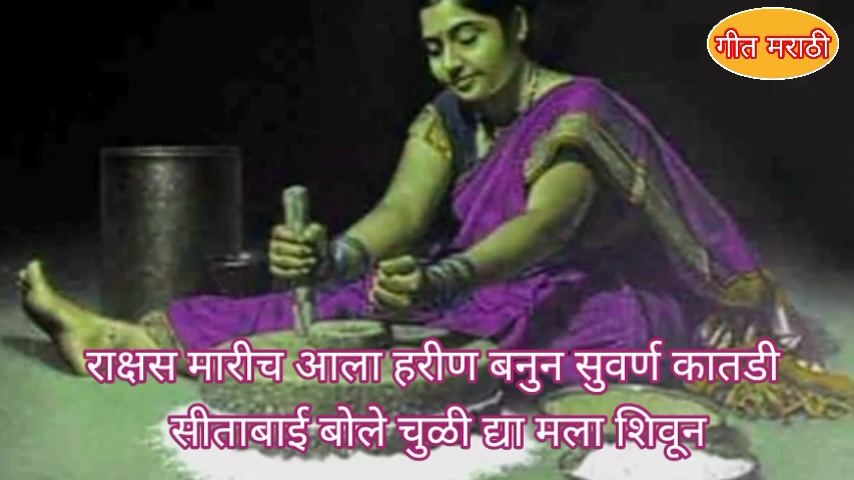 गीत मराठी
राक्षस मारीच आला हरीण बनुन सुवर्ण कातडी
सीताबाई बोले चुळी द्या मला शिवून